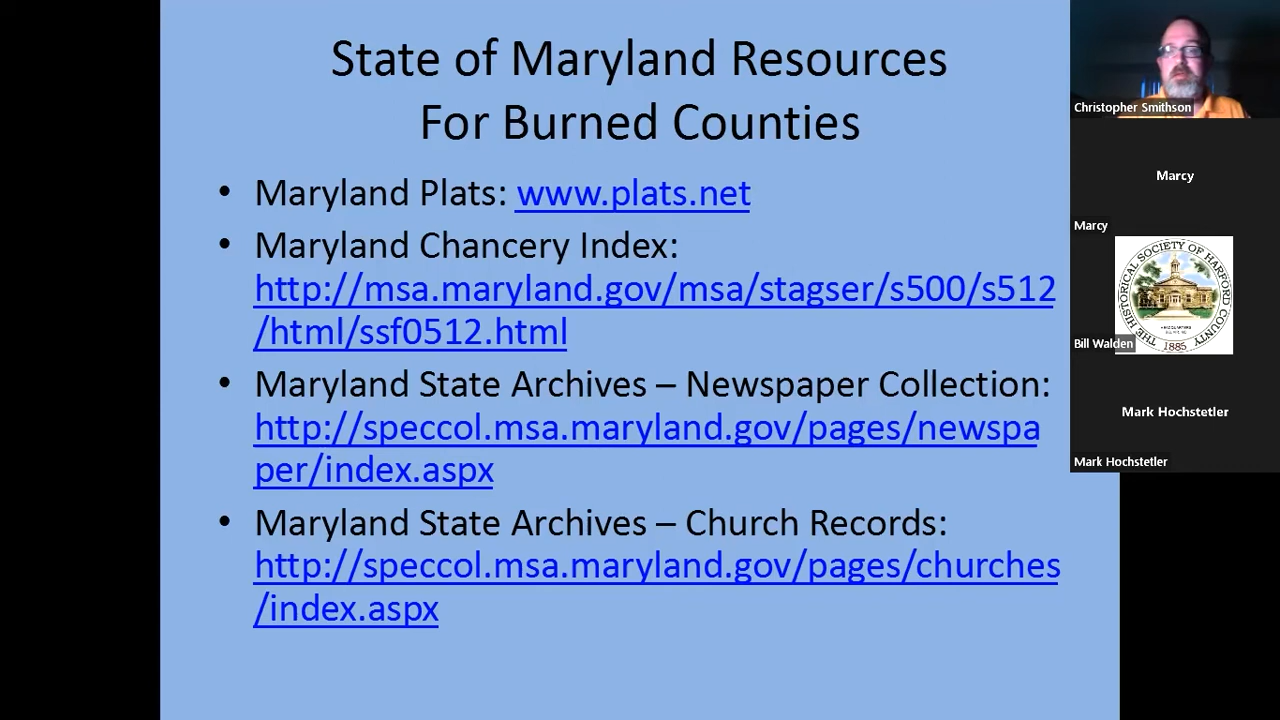 State of Maryland Resources
For Burned Counties
• Maryland Plats: www.plats.net
• Maryland Chancery Index:
http://msa.maryland.gov/msa/stagser/s500/s512
/html/ssf0512.html
• Maryland State Archives – Newspaper Collection:
http://speccol.msa.maryland.gov/pages/newspa
per/index.aspx
• Maryland State Archives – Church Records:
http://speccol.msa.maryland.gov/pages/churches
/index.aspx
Christopher Smithson
Marcy
Marcy
THE HISTORICAL SOCIETY OF HARFORD COUNTY
1885
Bill Walden
Mark Hochstetler
Mark Hochstetler